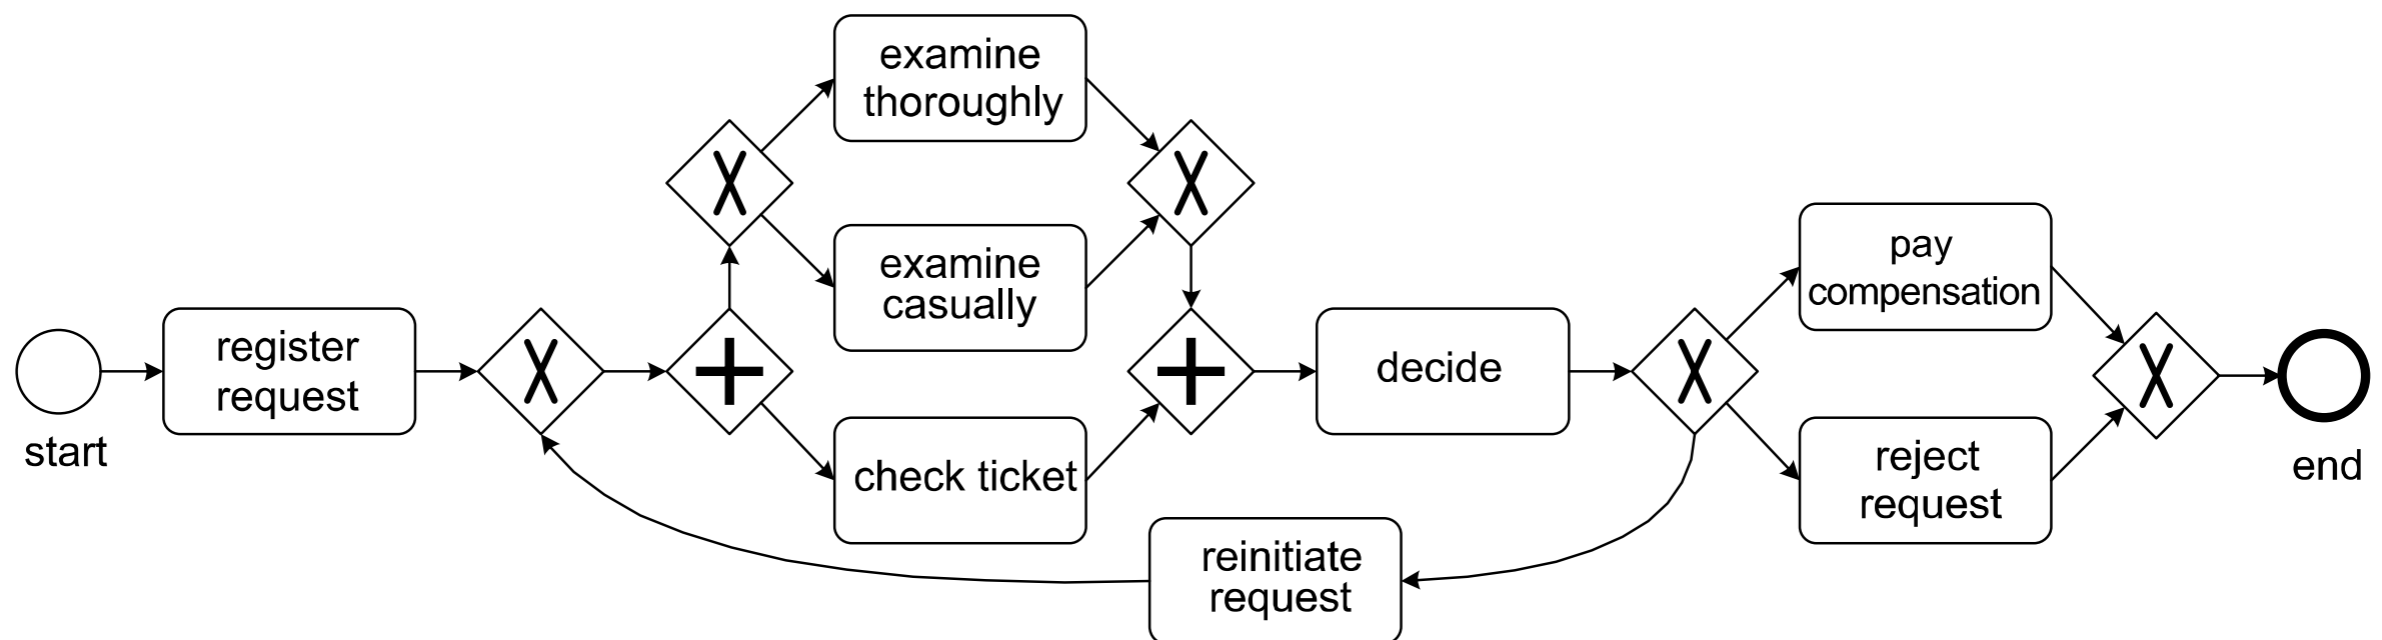 examine
thoroughly
examine
casually
register
request
start
check ticket
decide
reinitiate
request
pay
compensation
reject
request
end